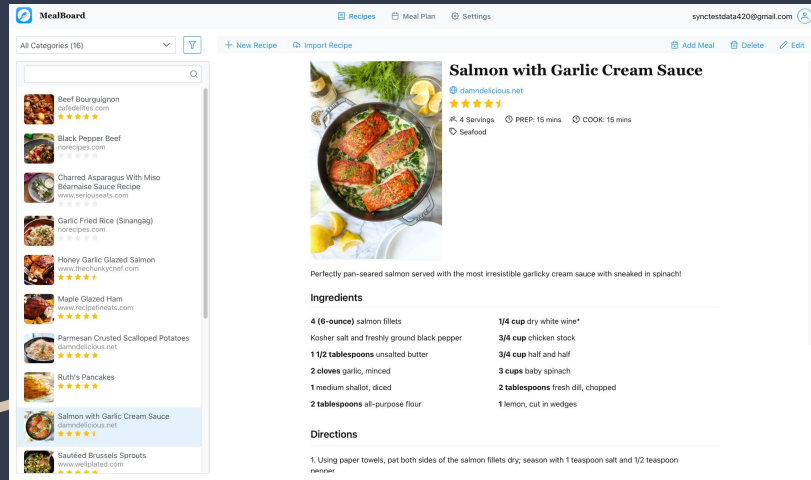 MealBoard
Recipes
Meal Plan
Settings
synctestdata420@gmail.com
All Categories (16)
New Recipe
Import Recipe
Add Meal
Delete
Edit
Beef Bourguignon
cafedelites.com
Black Pepper Beef
norecipes.com
Charred Asparagus With Miso
Béarnaise Sauce Recipe
www.seriouseats.com
Garlic Fried Rice (Sinangag)
norecipes.com
Honey Garlic Glazed Salmon
www.thechunkychef.com
Maple Glazed Ham
www.recipetineats.com
Parmesan Crusted Scalloped Potatoes
damndelicious.net
Ruth's Pancakes
Salmon with Garlic Cream Sauce
damndelicious.net
Sautéed Brussels Sprouts
www.wellplated.com
Salmon with Garlic Cream Sauce
damndelicious.net
4 Servings PREP: 15 mins COOK: 15 mins
Seafood
Perfectly pan-seared salmon served with the most irresistible garlicky cream sauce with sneaked in spinach!
Ingredients
4 (6-ounce) salmon fillets
Kosher salt and freshly ground black pepper
1 1/2 tablespoons unsalted butter
2 cloves garlic, minced
1 medium shallot, diced
2 tablespoons all-purpose flour
1/4 cup dry white wine*
3/4 cup chicken stock
3/4 cup half and half
3 cups baby spinach
2 tablespoons fresh dill, chopped
1 lemon, cut in wedges
Directions
1. Using paper towels, pat both sides of the salmon fillets dry; season with 1 teaspoon salt and 1/2 teaspoon
pepper